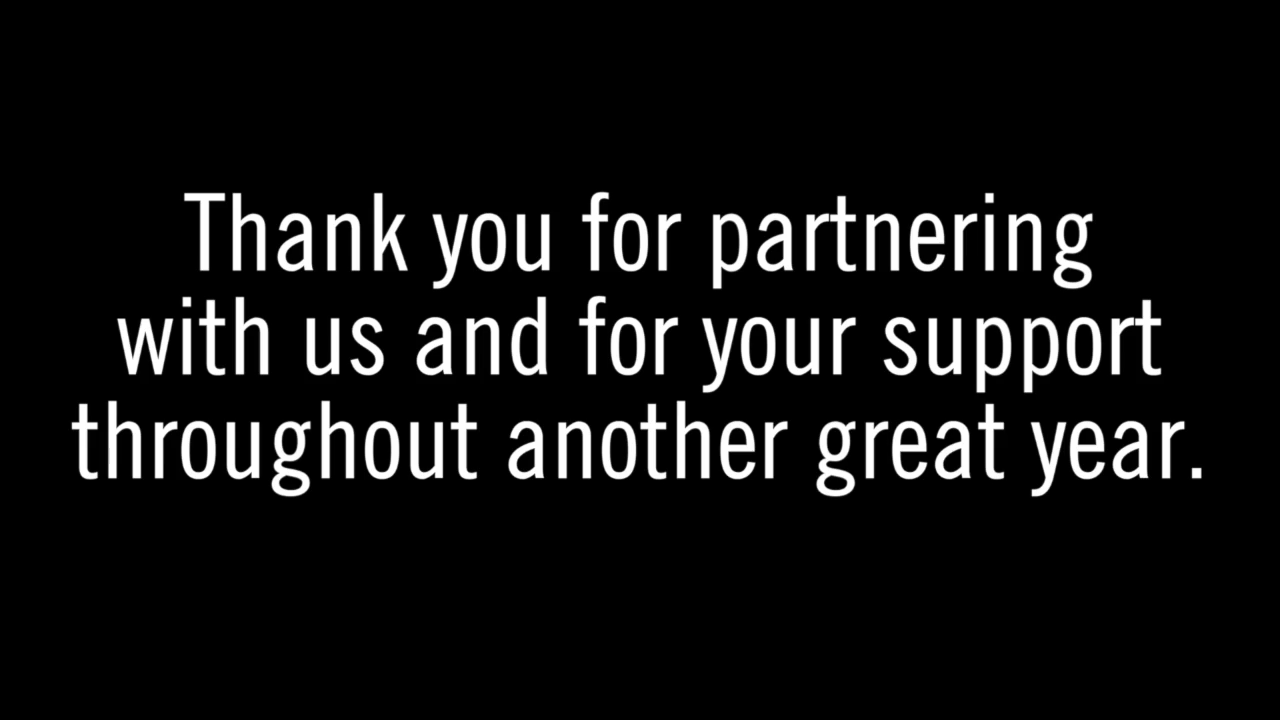 Thank you for partnering
with us and for your support
throughout another great year.